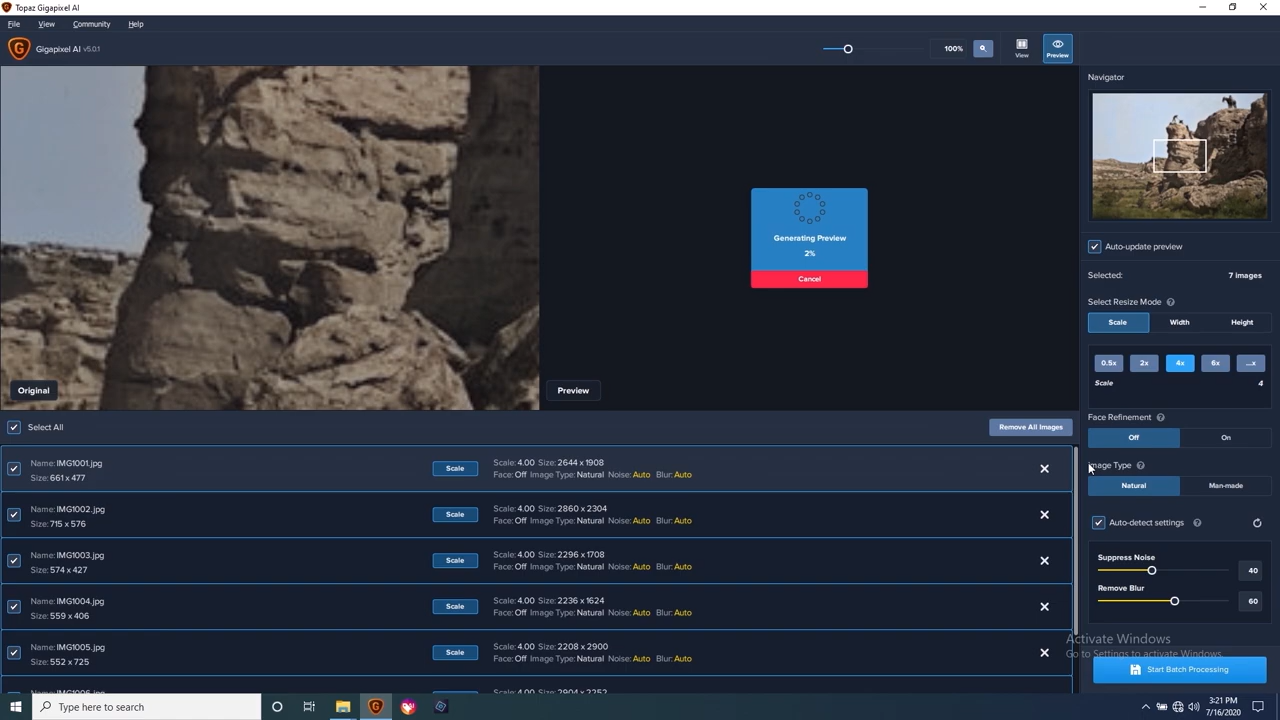 Topaz Gigapixel AI
File View Community Help
Gigapixel AI v5.0.1
100%
View
Preview
Generating Preview
2%
Cancel
Original
Preview
Select All
Remove All Images
Name: IMG1001.jpg
Size: 661 x 477
Scale
Scale: 4.00 Size: 2644 x 1908
Face: Off Image Type: Natural Noise: Auto Blur: Auto
Name: IMG1002.jpg
Size: 715 x 576
Scale
Scale: 4.00 Size: 2860 x 2304
Face: Off Image Type: Natural Noise: Auto Blur: Auto
Name: IMG1003.jpg
Size: 574 x 427
Scale
Scale: 4.00 Size: 2296 x 1708
Face: Off Image Type: Natural Noise: Auto Blur: Auto
Name: IMG1004.jpg
Size: 559 x 406
Scale
Scale: 4.00 Size: 2236 x 1624
Face: Off Image Type: Natural Noise: Auto Blur: Auto
Name: IMG1005.jpg
Size: 552 x 725
Scale
Scale: 4.00 Size: 2208 x 2900
Face: Off Image Type: Natural Noise: Auto Blur: Auto
Navigator
Auto-update preview
Selected: 7 images
Select Resize Mode ?
Scale Width Height
0.5x 2x 4x 6x ...x
Scale 4
Face Refinement ?
Off On
Image Type ?
Natural Man-made
Auto-detect settings ?
Suppress Noise
40
Remove Blur
60
Activate Windows
Go to Settings to activate Windows.
Start Batch Processing
Type here to search
3:21 PM
7/16/2020